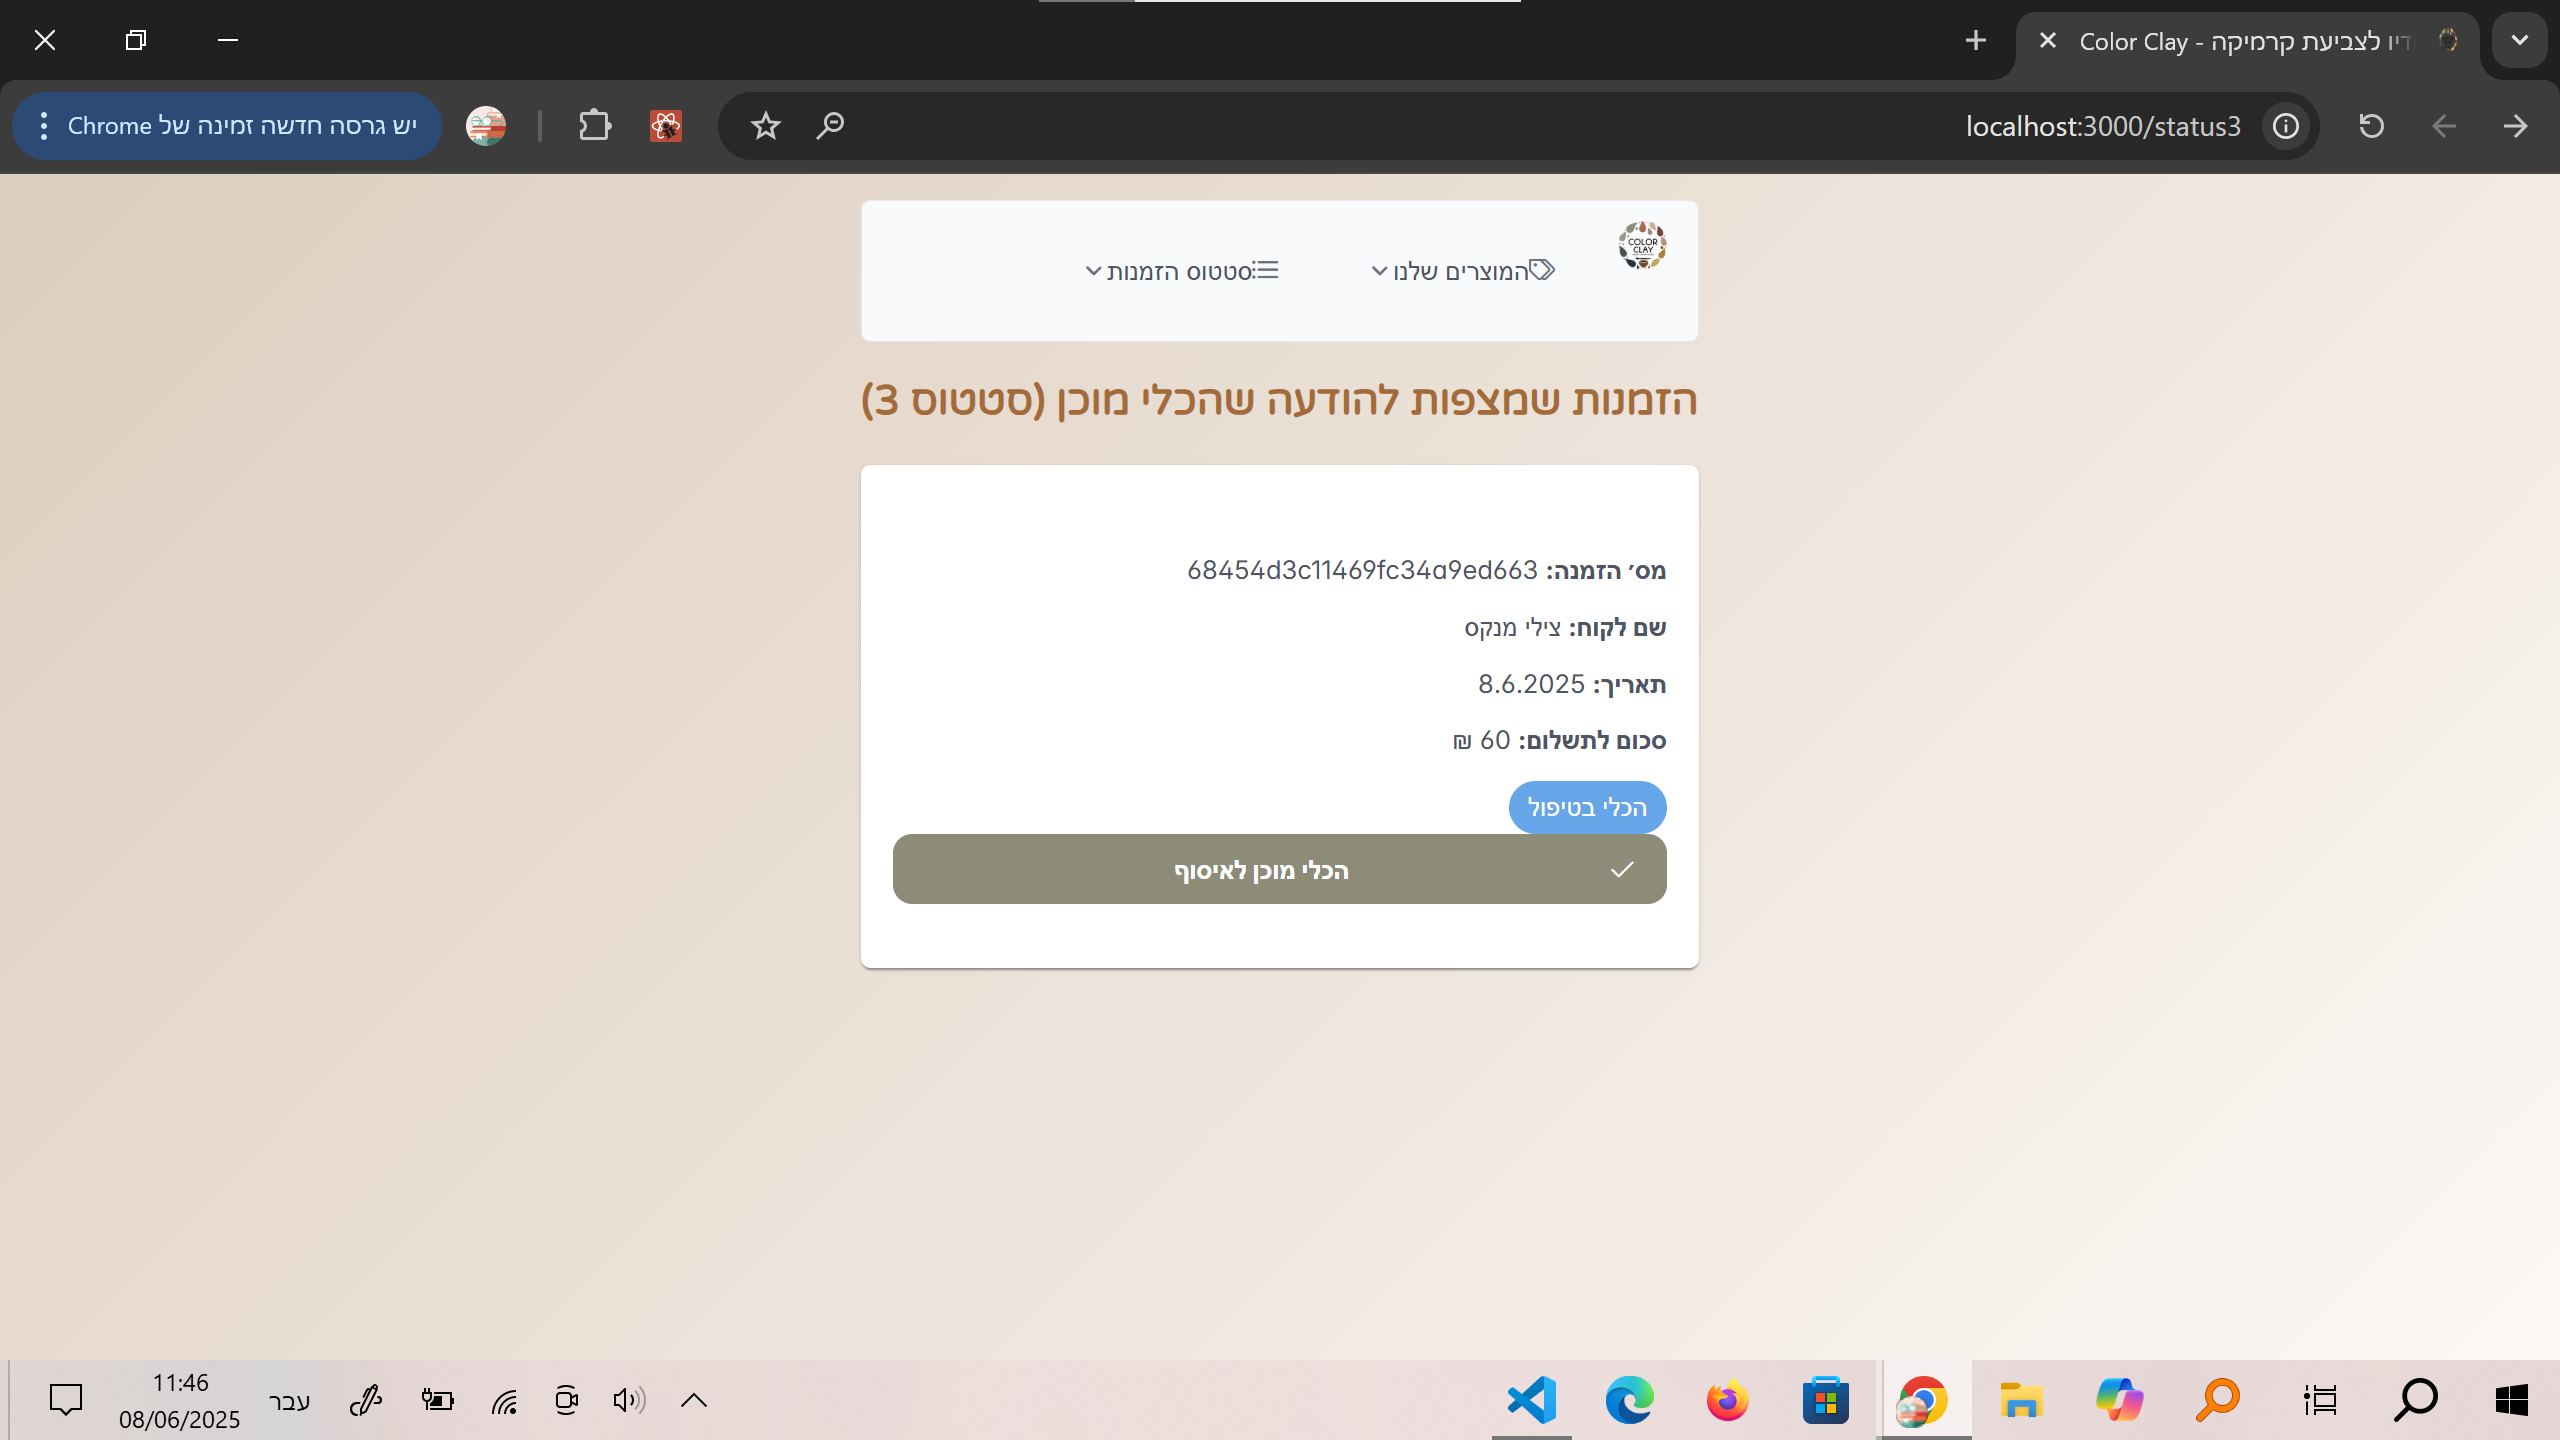 Color Clay - דיו לצביעת קרמיקה
localhost:3000/status3
יש גרסה חדשה זמינה של Chrome
COLOR
CLAY
המוצרים שלנו
סטטוס הזמנות
הזמנות שמצפות להודעה שהכלי מוכן (סטטוס 3)
מס׳ הזמנה: 68454d3c11469fc34a9ed663
שם לקוח: צילי מנקס
תאריך: 8.6.2025
סכום לתשלום: 60 ₪
הכלי בטיפול
הכלי מוכן לאיסוף
עבר
11:46
08/06/2025